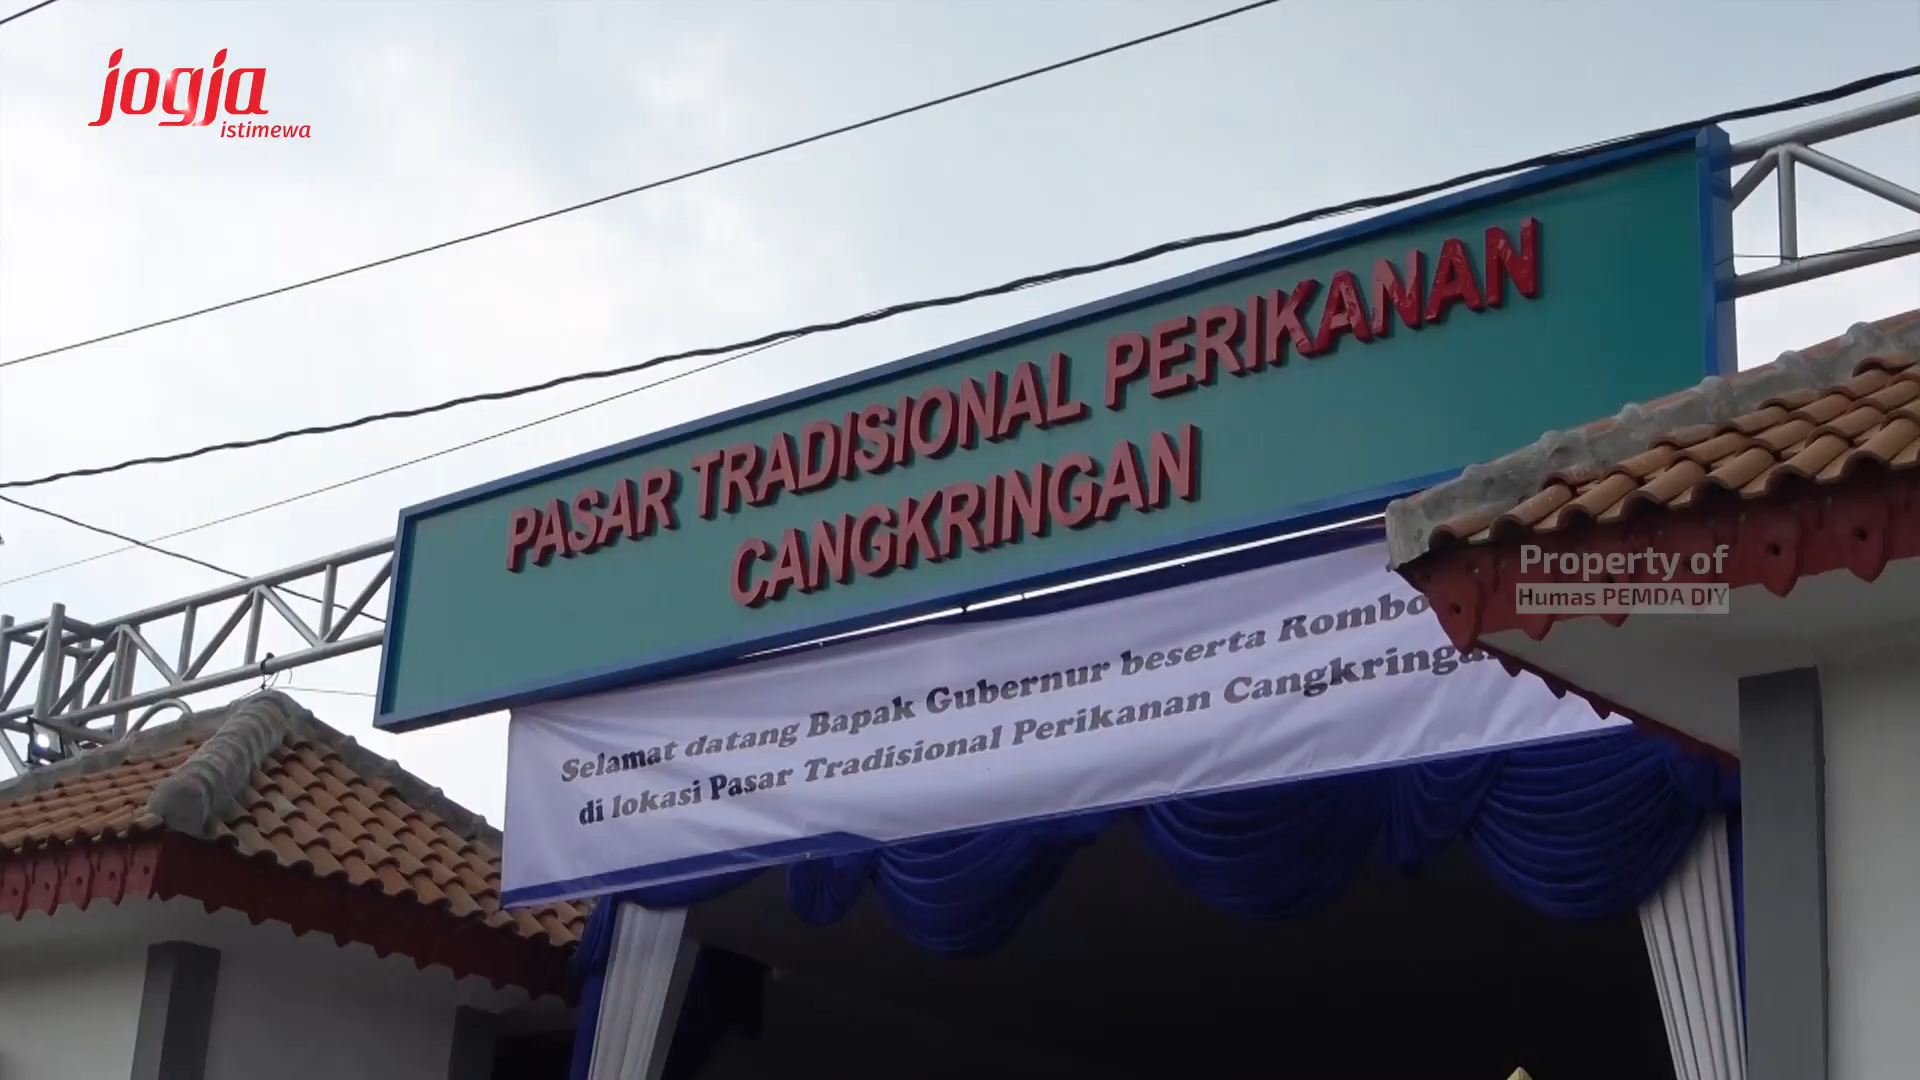 jogja
istimewa
PASAR TRADISIONAL PERIKANAN
CANGKRINGAN
Selamat datang Bapak Gubernur beserta
di lokasi Pasar Tradisional Perikanan Cangkringan
Property of
Humas PEMDA DIY